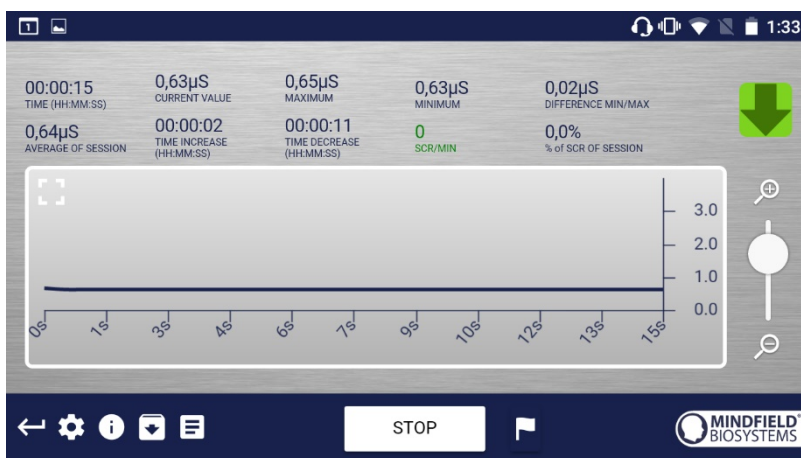 1
1:33
00:00:15
TIME (HH:MM:SS)
0,63µS
CURRENT VALUE
0,65µS
MAXIMUM
0,63µS
MINIMUM
0,02µS
DIFFERENCE MIN/MAX
0,64µS
AVERAGE OF SESSION
00:00:02
TIME INCREASE
(HH:MM:SS)
00:00:11
TIME DECREASE
(HH:MM:SS)
0
SCR/MIN
0,0%
% of SCR OF SESSION
3.0
2.0
1.0
0.0
0s
1s
3s
4s
6s
7s
9s
10s
12s
13s
15s
STOP
MINDFIELD®
BIOSYSTEMS